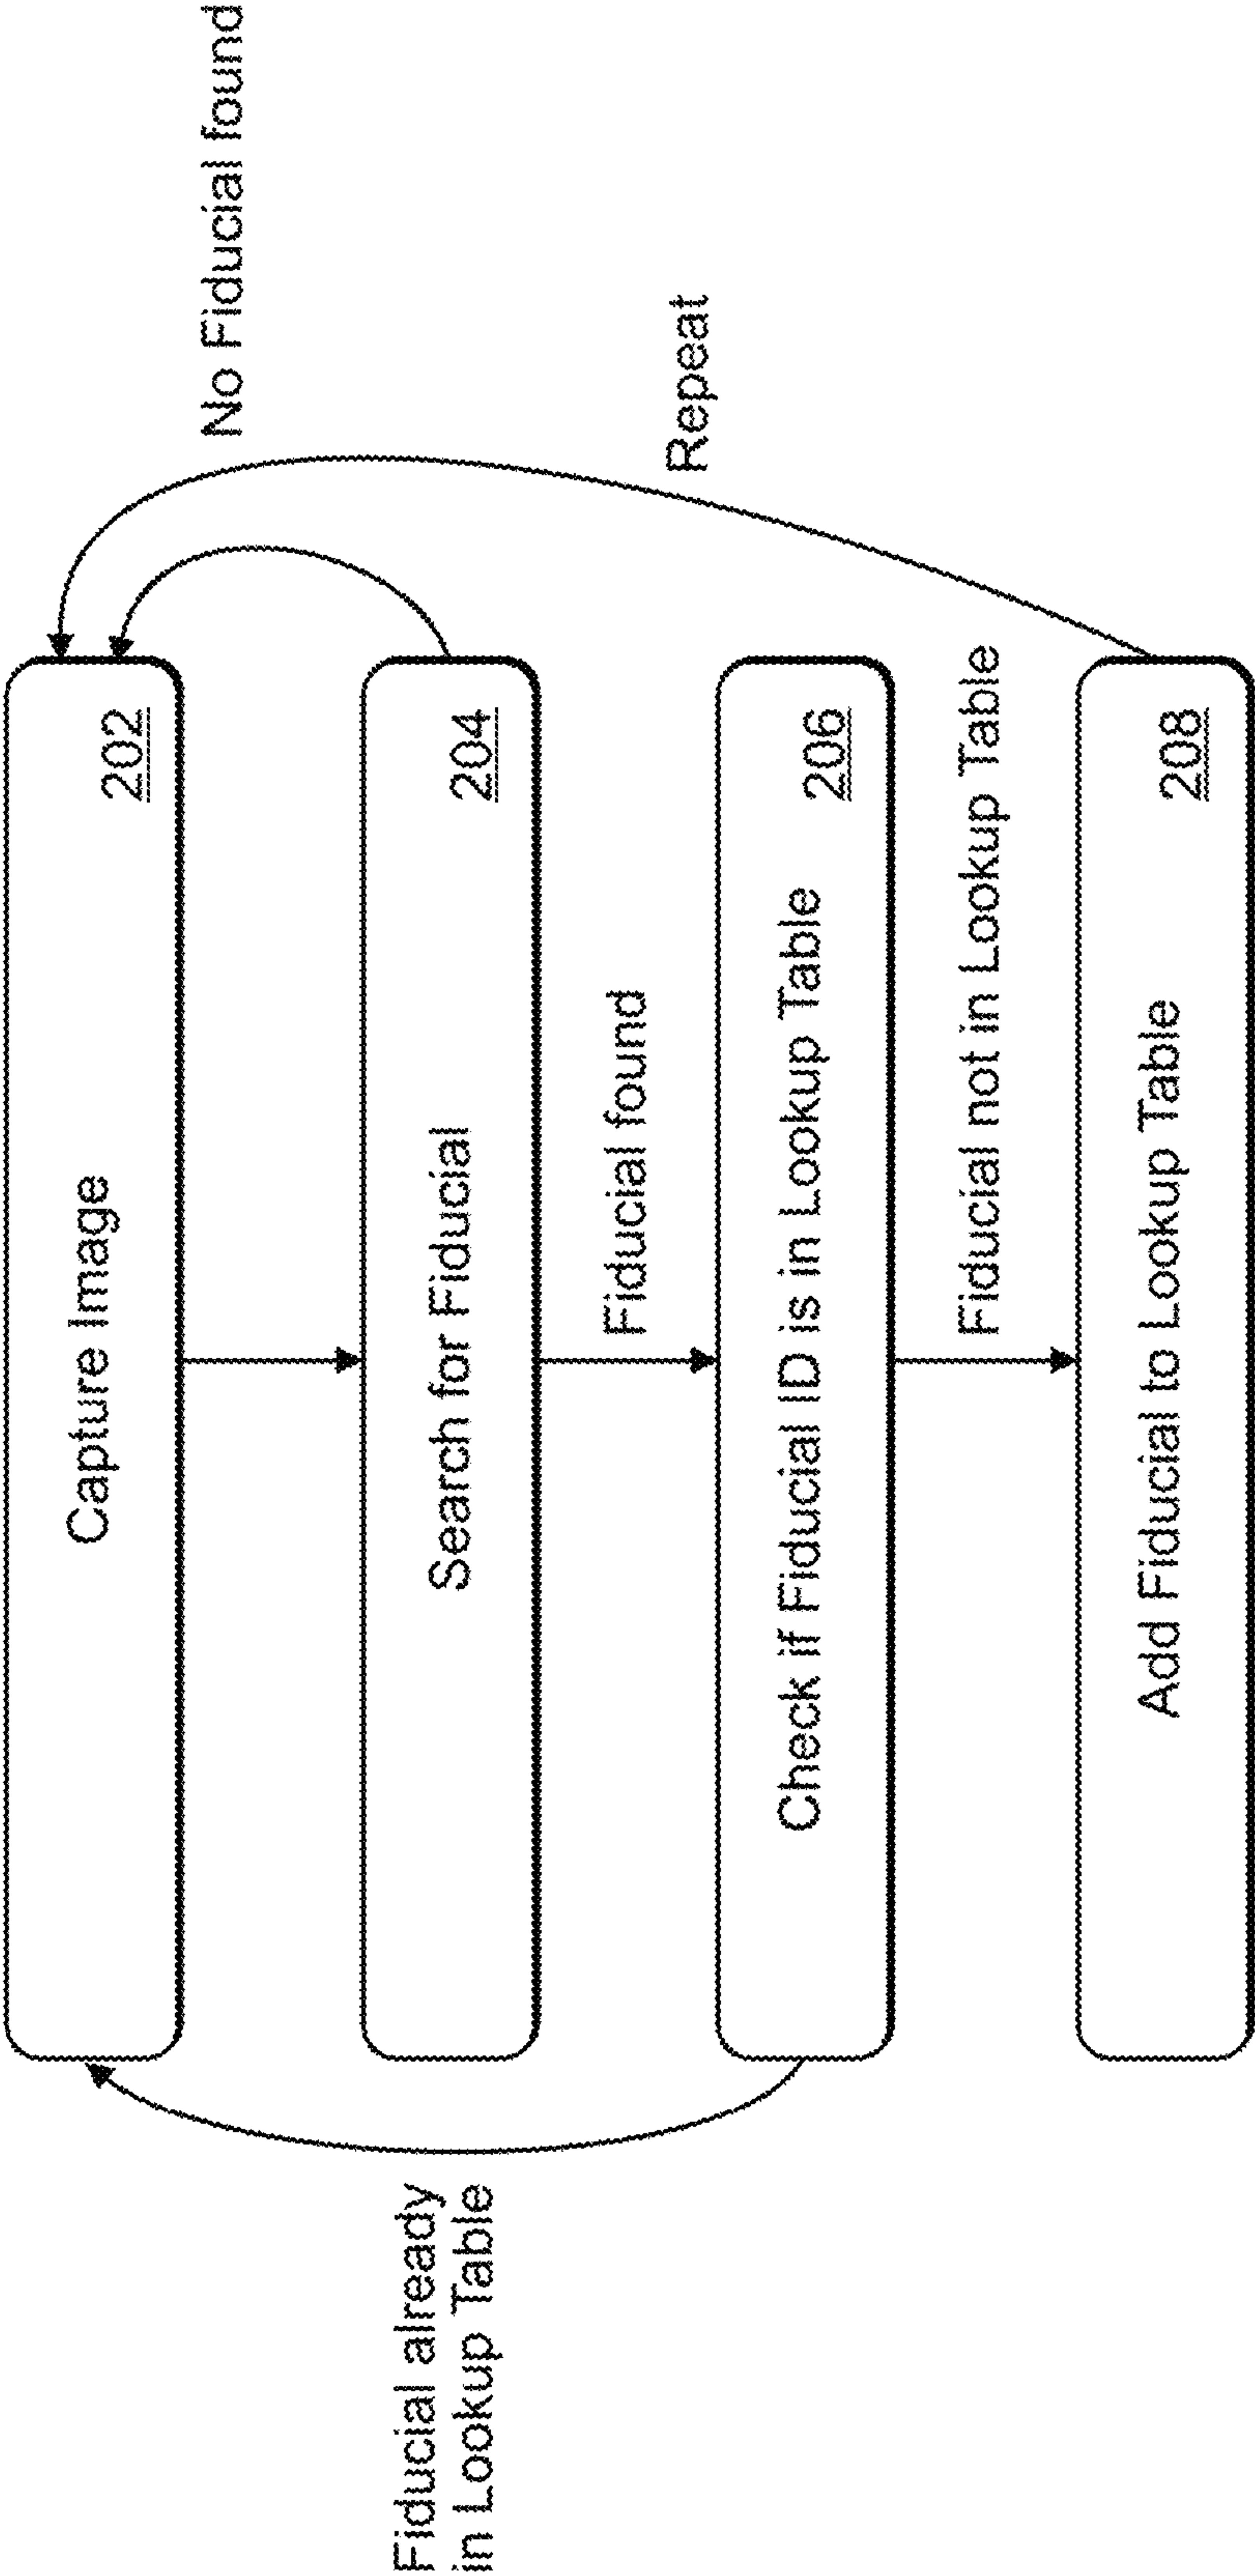 Capture Image
202
No Fiducial found
Search for Fiducial
204
Fiducial already
in Lookup Table
Fiducial found
Repeat
Check if Fiducial ID is in Lookup Table
206
Fiducial not in Lookup Table
Add Fiducial to Lookup Table
208